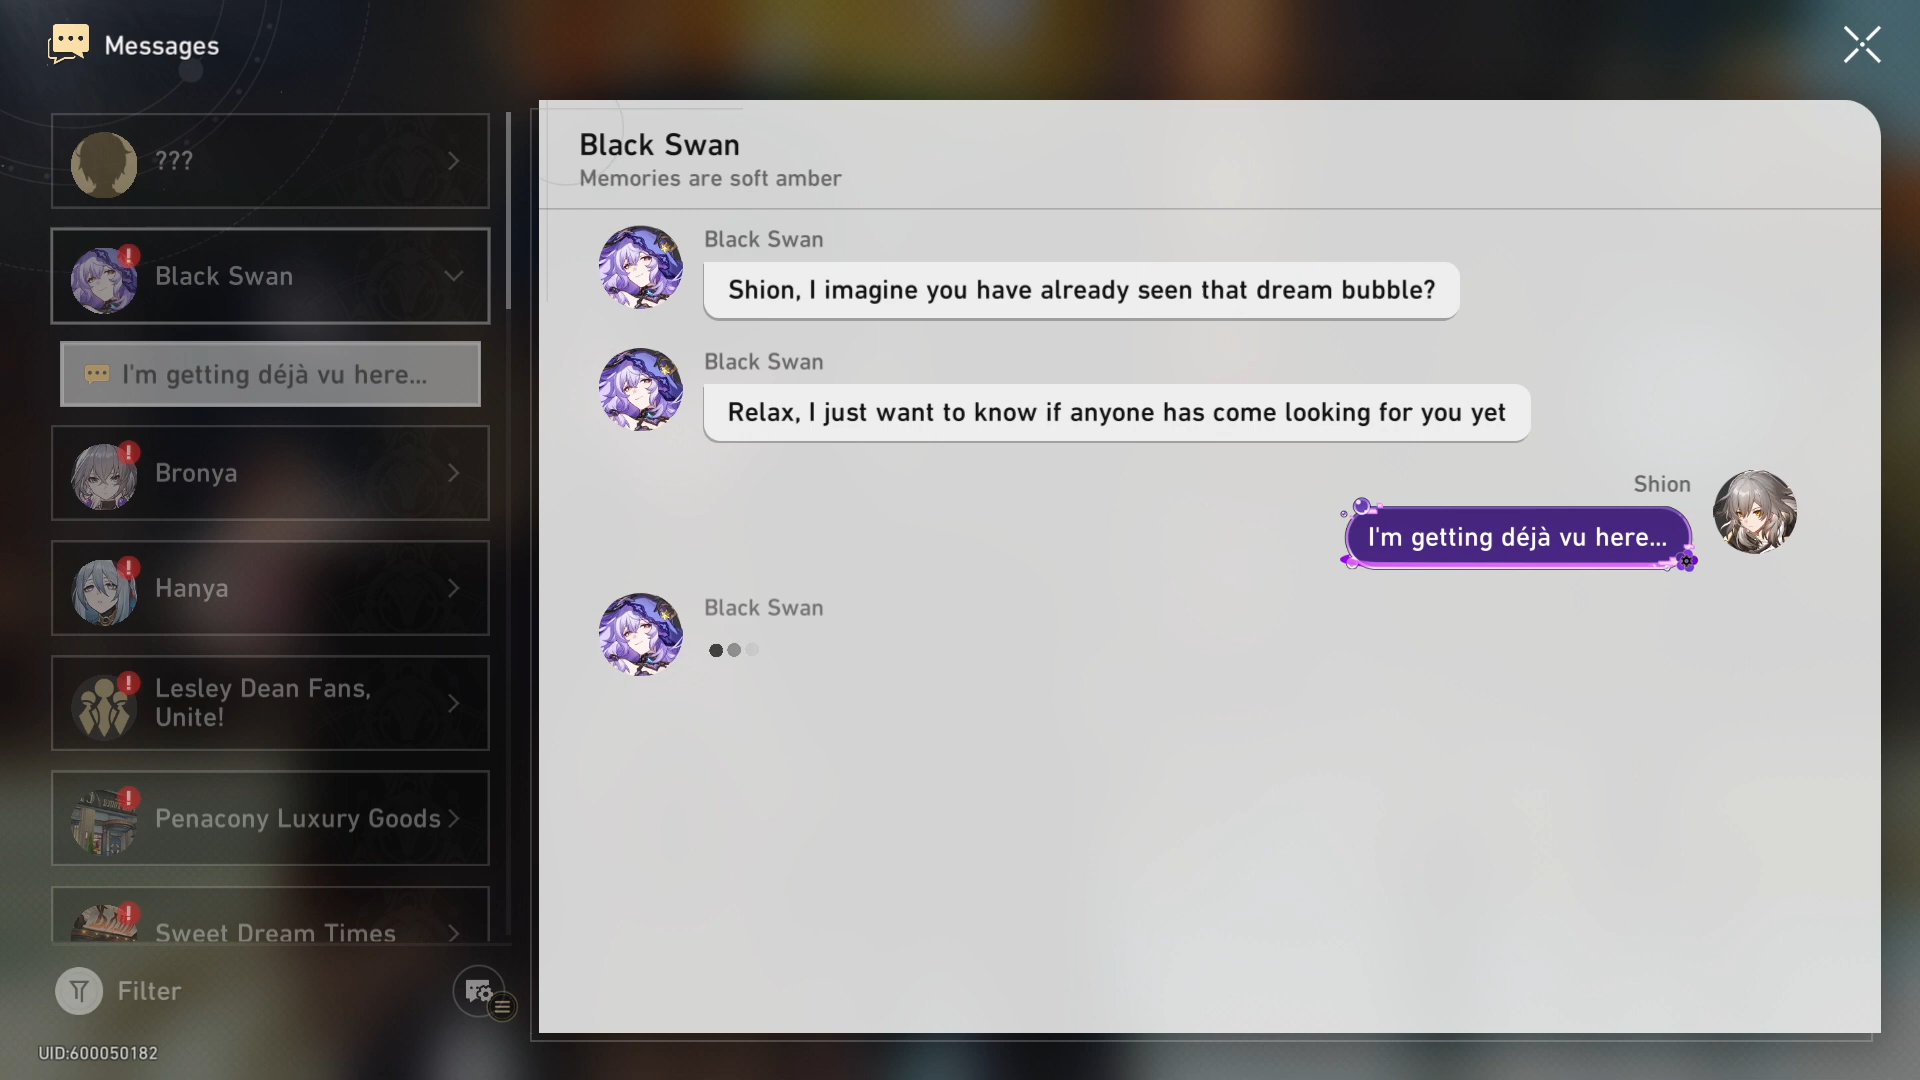 Messages
???
Black Swan
I'm getting déjà vu here...
Bronya
Hanya
Lesley Dean Fans,
Unite!
Penacony Luxury Goods
Sweet Dream Times
Filter
UID:600050182
Black Swan
Memories are soft amber
Black Swan
Shion, I imagine you have already seen that dream bubble?
Black Swan
Relax, I just want to know if anyone has come looking for you yet
Shion
I'm getting déjà vu here...
Black Swan